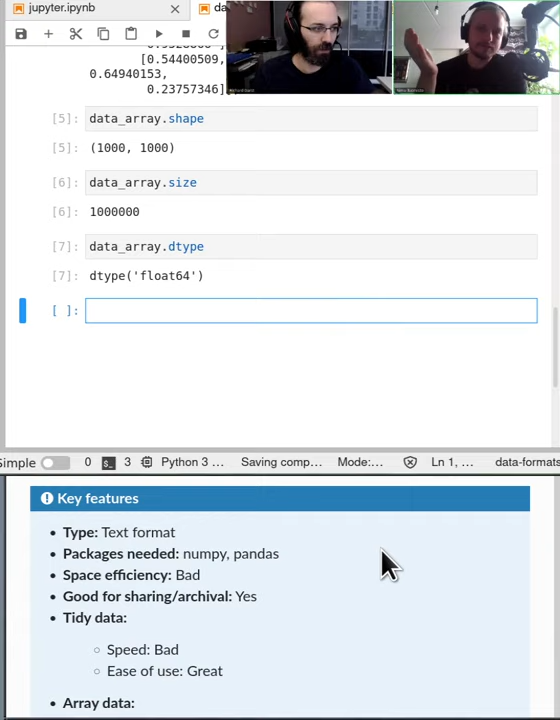 jupyter.ipynb
da
[0.54400509,
0.64940153,
0.23757346],
[5]: data_array.shape
[5]: (1000, 1000)
[6]: data_array.size
[6]: 1000000
[7]: data_array.dtype
[7]: dtype('float64')
[ ]:
Simple 0 3 Python 3 ... Saving comp... Mode:... Ln 1, ... data-formats
Key features
Type: Text format
Packages needed: numpy, pandas
Space efficiency: Bad
Good for sharing/archival: Yes
Tidy data:
Speed: Bad
Ease of use: Great
Array data: